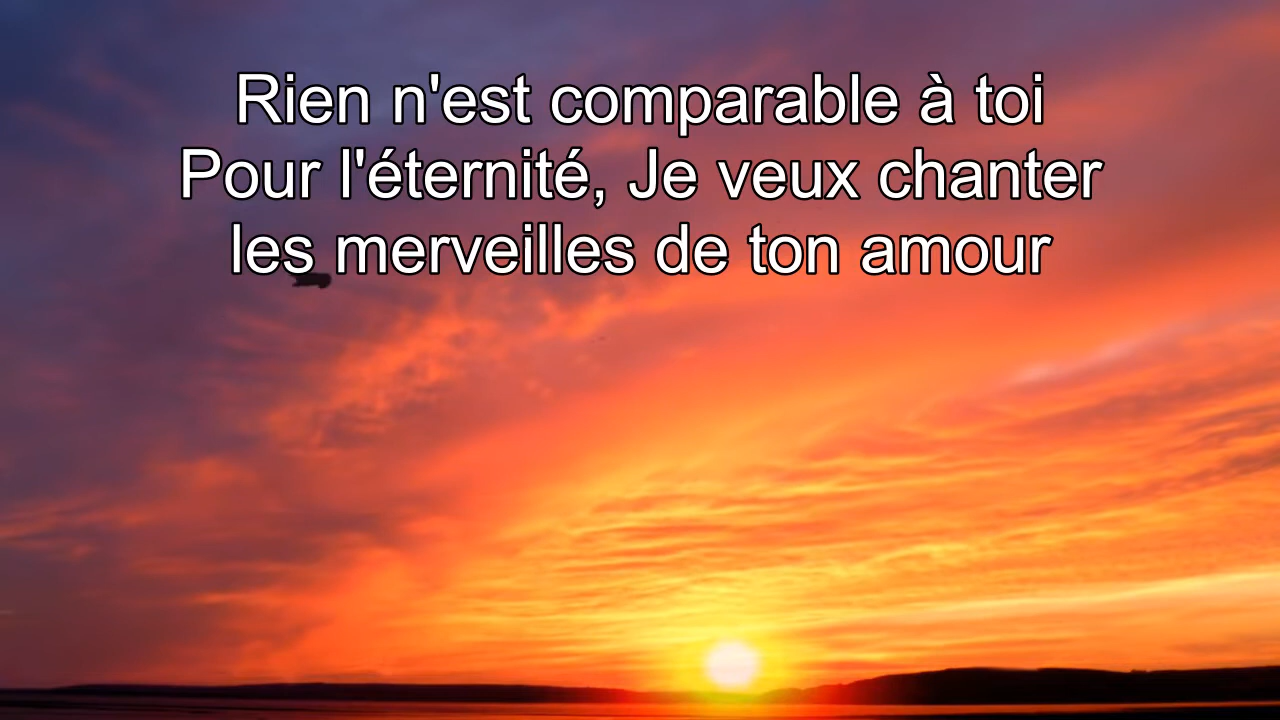 Rien n'est comparable à toi
Pour l'éternité, Je veux chanter
les merveilles de ton amour